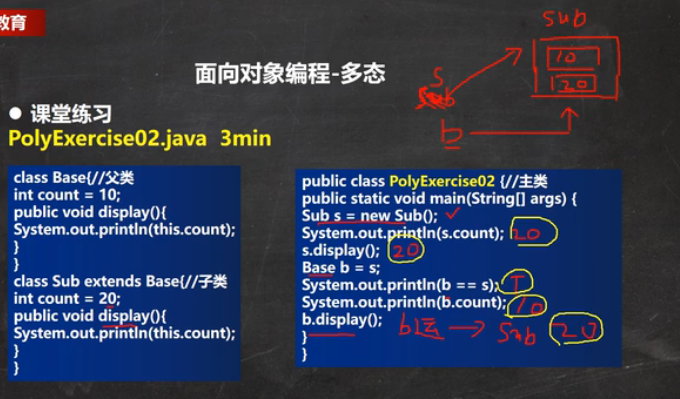 教育
sub
面向对象编程-多态
10
20
s
b
● 课堂练习
PolyExercise02.java 3min
class Base{//父类
int count = 10;
public void display(){
System.out.println(this.count);
}
}
class Sub extends Base{//子类
int count = 20;
public void display(){
System.out.println(this.count);
}
}
public class PolyExercise02 {//主类
public static void main(String[] args) {
Sub s = new Sub();
System.out.println(s.count); 20
s.display(); 20
Base b = s;
System.out.println(b == s); T
System.out.println(b.count); 10
b.display(); b运 → Sub 20
}
}